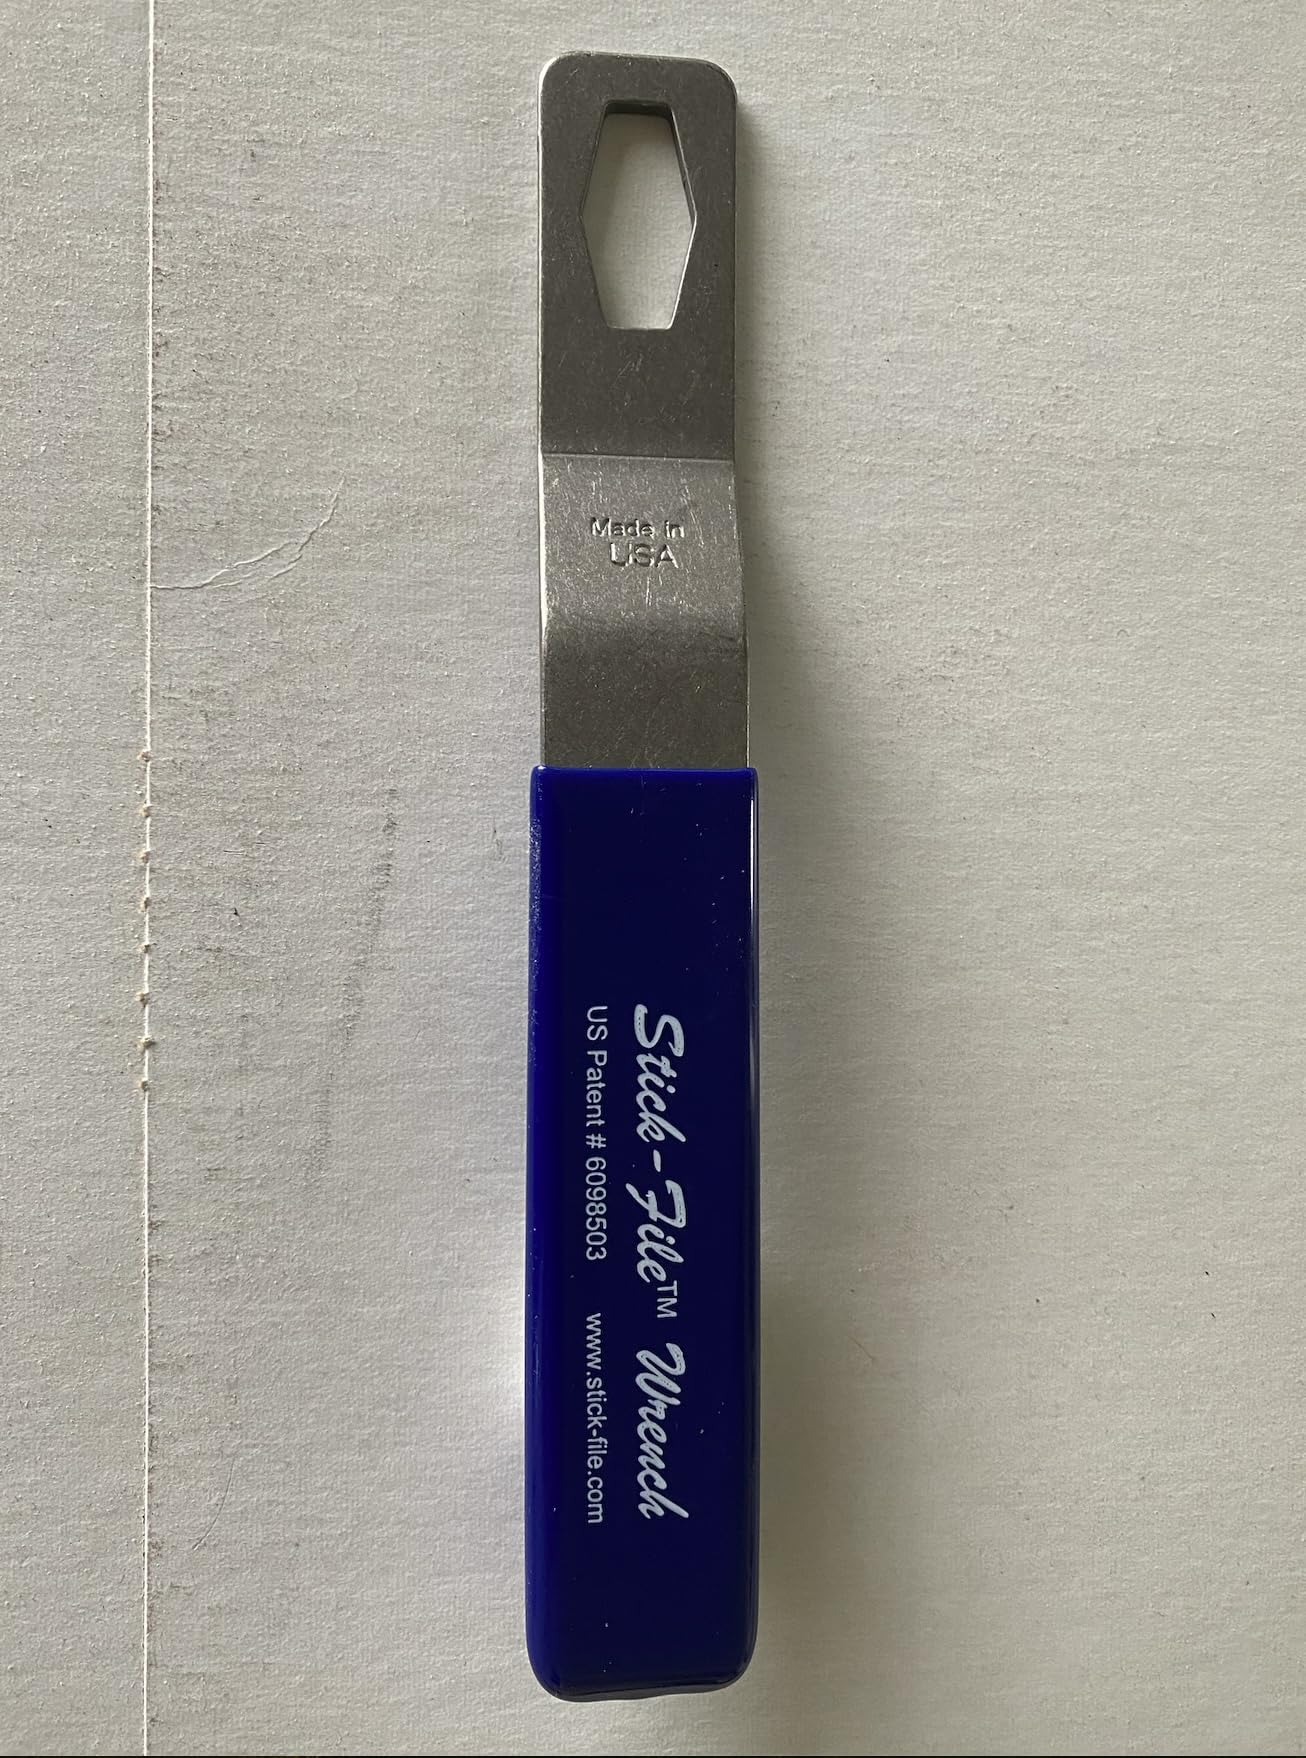 Made in
USA
Stick-File™ Wrench
US Patent # 6098503 www.stick-file.com